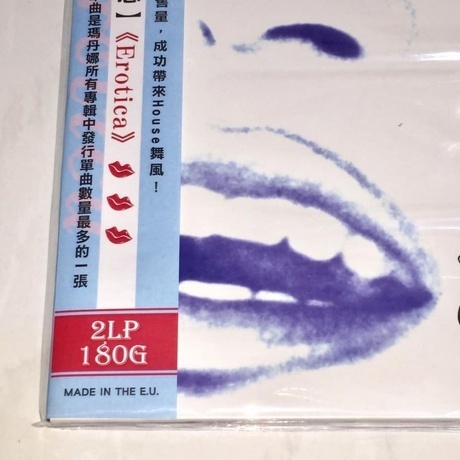 售量，成功帶來House舞風！
】《Erotica》
曲是瑪丹娜所有專輯中發行單曲數量最多的一張
2LP
180G
MADE IN THE E.U.